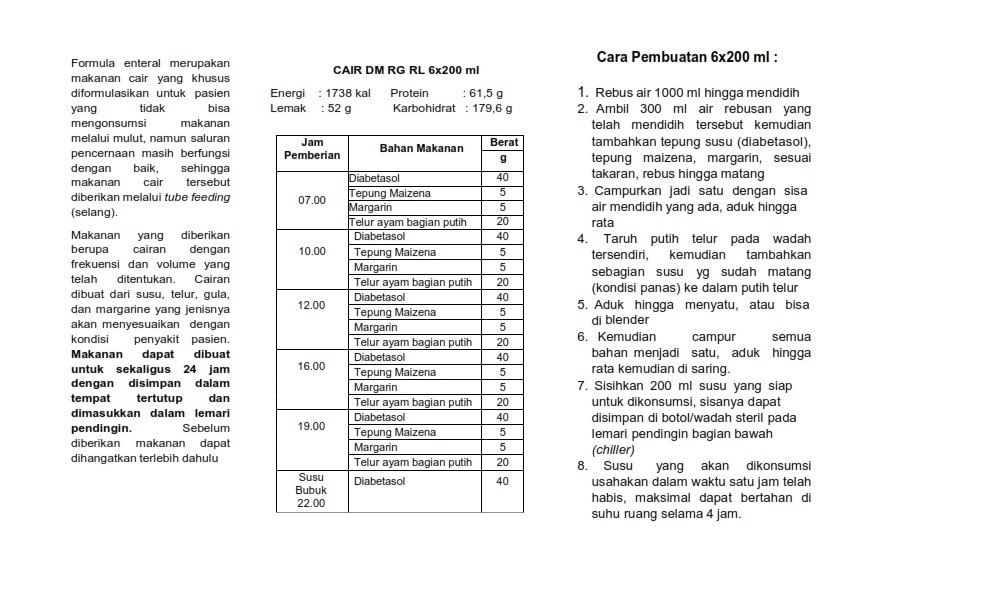 Formula enteral merupakan
makanan cair yang khusus
diformulasikan untuk pasien
yang tidak bisa
mengonsumsi makanan
melalui mulut, namun saluran
pencernaan masih berfungsi
dengan baik, sehingga
makanan cair tersebut
diberikan melalui tube feeding
(selang).
Makanan yang diberikan
berupa cairan dengan
frekuensi dan volume yang
telah ditentukan. Cairan
dibuat dari susu, telur, gula,
dan margarine yang jenisnya
akan menyesuaikan dengan
kondisi penyakit pasien.
Makanan dapat dibuat
untuk sekaligus 24 jam
dengan disimpan dalam
tempat tertutup dan
dimasukkan dalam lemari
pendingin. Sebelum
diberikan makanan dapat
dihangatkan terlebih dahulu
CAIR DM RG RL 6x200 ml
Energi : 1738 kal Protein : 61,5 g
Lemak : 52 g Karbohidrat : 179,6 g
Jam Pemberian Bahan Makanan Berat
g
07.00
Diabetasol 40
Tepung Maizena 5
Margarin 5
Telur ayam bagian putih 20
10.00
Diabetasol 40
Tepung Maizena 5
Margarin 5
Telur ayam bagian putih 20
12.00
Diabetasol 40
Tepung Maizena 5
Margarin 5
Telur ayam bagian putih 20
16.00
Diabetasol 40
Tepung Maizena 5
Margarin 5
Telur ayam bagian putih 20
19.00
Diabetasol 40
Tepung Maizena 5
Margarin 5
Telur ayam bagian putih 20
Susu
Bubuk
22.00
Diabetasol 40
Cara Pembuatan 6x200 ml :
1. Rebus air 1000 ml hingga mendidih
2. Ambil 300 ml air rebusan yang
telah mendidih tersebut kemudian
tambahkan tepung susu (diabetasol),
tepung maizena, margarin, sesuai
takaran, rebus hingga matang
3. Campurkan jadi satu dengan sisa
air mendidih yang ada, aduk hingga
rata
4. Taruh putih telur pada wadah
tersendiri, kemudian tambahkan
sebagian susu yg sudah matang
(kondisi panas) ke dalam putih telur
5. Aduk hingga menyatu, atau bisa
di blender
6. Kemudian campur semua
bahan menjadi satu, aduk hingga
rata kemudian di saring.
7. Sisihkan 200 ml susu yang siap
untuk dikonsumsi, sisanya dapat
disimpan di botol/wadah steril pada
lemari pendingin bagian bawah
(chiller)
8. Susu yang akan dikonsumsi
usahakan dalam waktu satu jam telah
habis, maksimal dapat bertahan di
suhu ruang selama 4 jam.